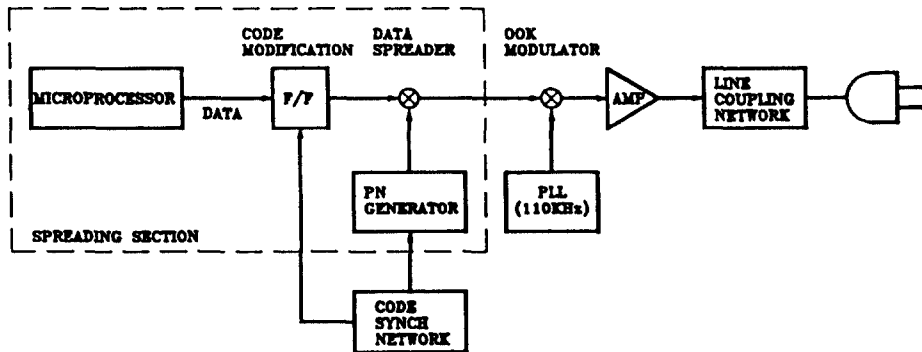 CODE
MODIFICATION
DATA
SPREADER
OOK
MODULATOR
MICROPROCESSOR
DATA
F/F
AMP
LINE
COUPLING
NETWORK
PN
GENERATOR
PLL
(110KHz)
SPREADING SECTION
CODE
SYNCH
NETWORK